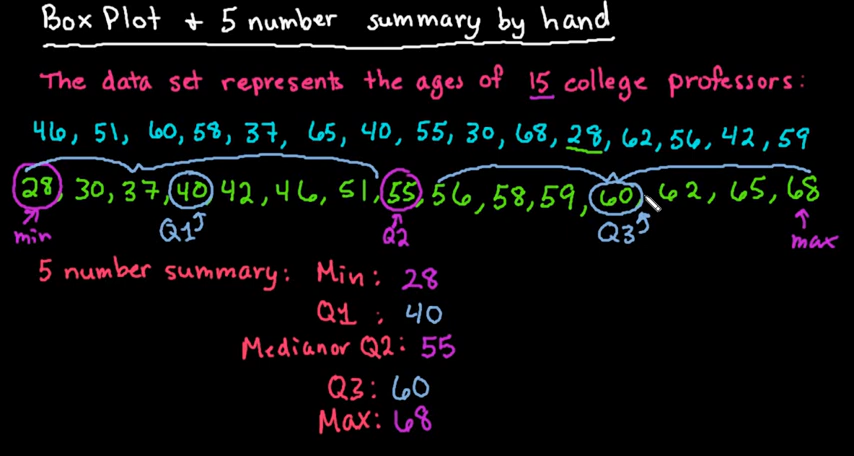 Box Plot + 5 number summary by hand
The data set represents the ages of 15 college professors:
46, 51, 60, 58, 37, 65, 40, 55, 30, 68, 28, 62, 56, 42, 59
28, 30, 37, 40 42, 46, 51, 55, 56, 58, 59, 60, 62, 65, 68
min Q1 Q2 Q3 max
5 number summary: Min: 28
Q1 : 40
Medianor Q2: 55
Q3: 60
Max: 68